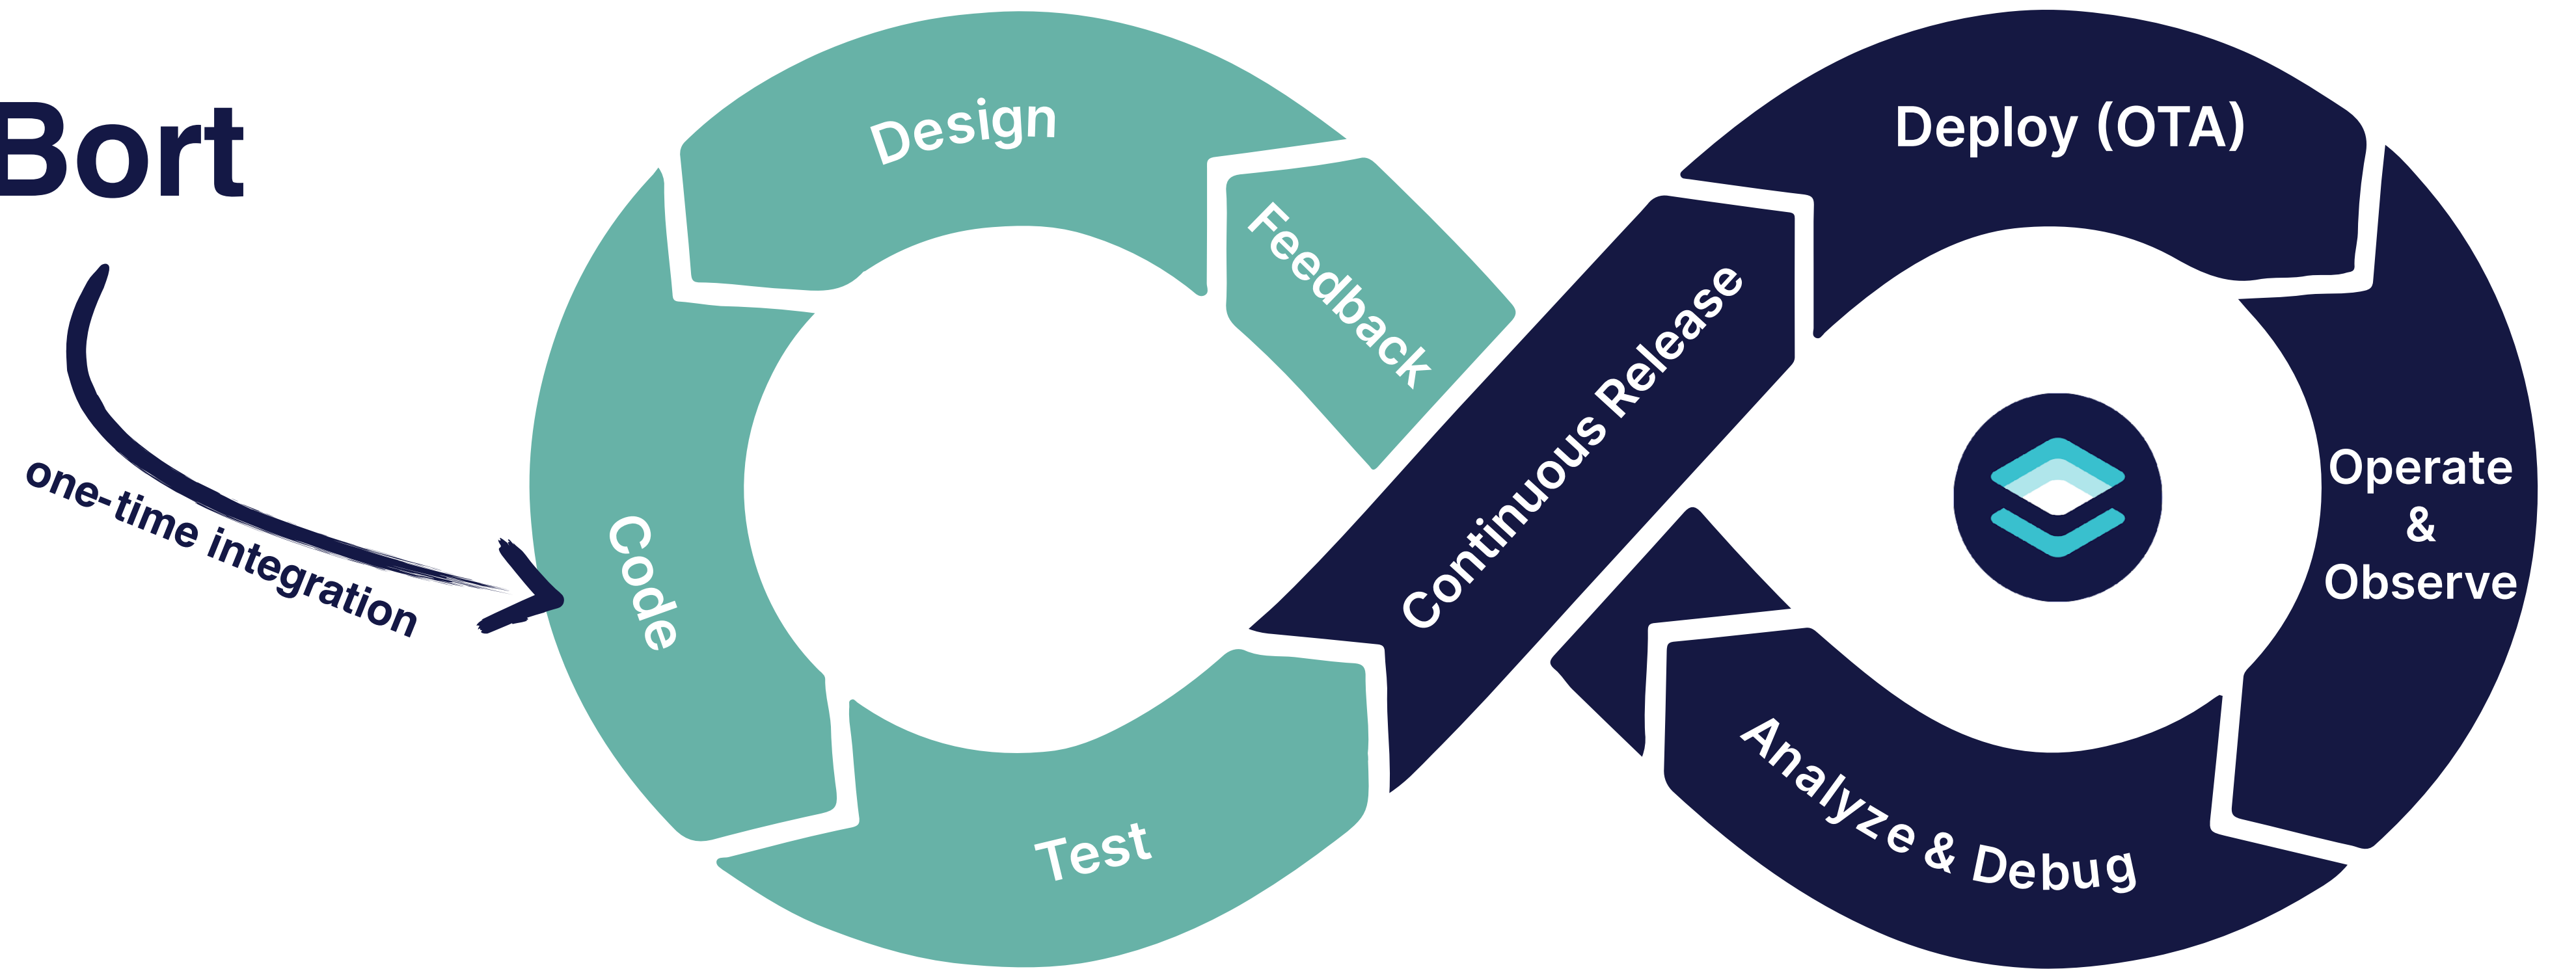 Bort
one-time integration
Design
Feedback
Code
Test
Continuous Release
Deploy (OTA)
Operate
&
Observe
Analyze & Debug